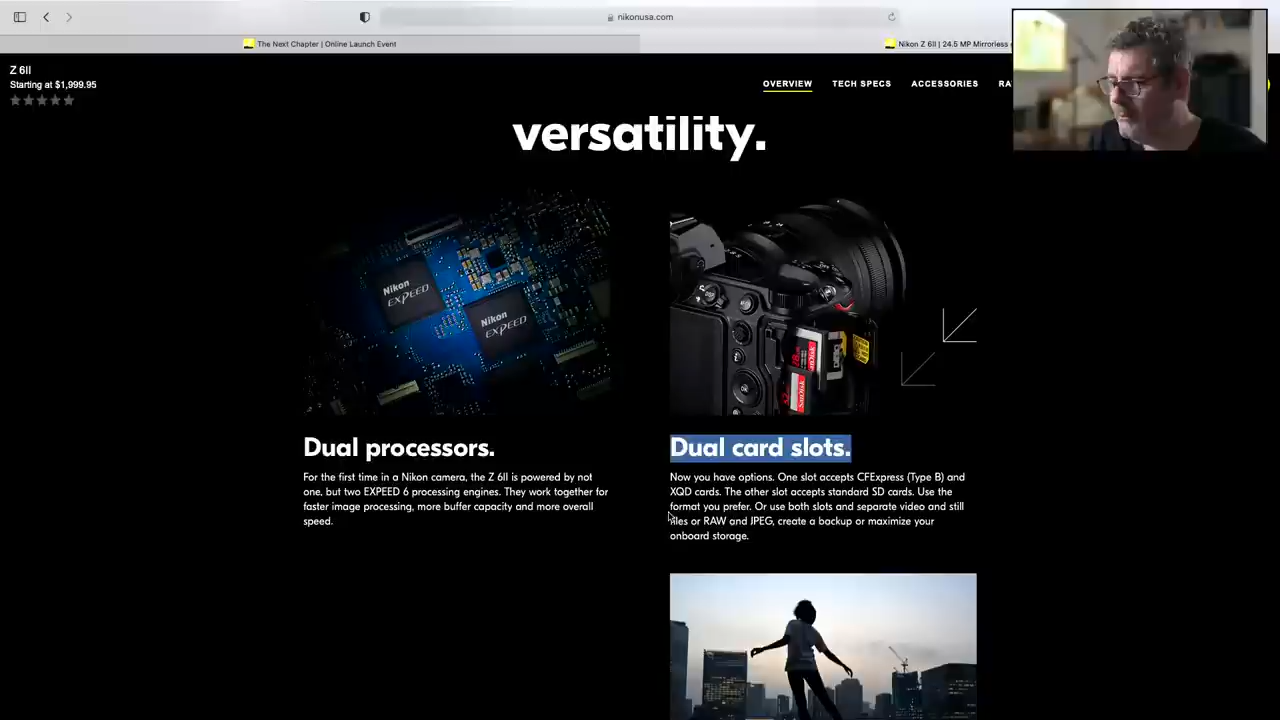 nikonusa.com
The Next Chapter | Online Launch Event
Nikon Z 6II | 24.5 MP Mirrorless
Z 6II
Starting at $1,999.95
OVERVIEW
TECH SPECS
ACCESSORIES
versatility.
Nikon
EXPEED
Nikon
EXPEED
SanDisk
Dual processors.
For the first time in a Nikon camera, the Z 6II is powered by not
one, but two EXPEED 6 processing engines. They work together for
faster image processing, more buffer capacity and more overall
speed.
Dual card slots.
Now you have options. One slot accepts CFExpress (Type B) and
XQD cards. The other slot accepts standard SD cards. Use the
format you prefer. Or use both slots and separate video and still
files or RAW and JPEG, create a backup or maximize your
onboard storage.